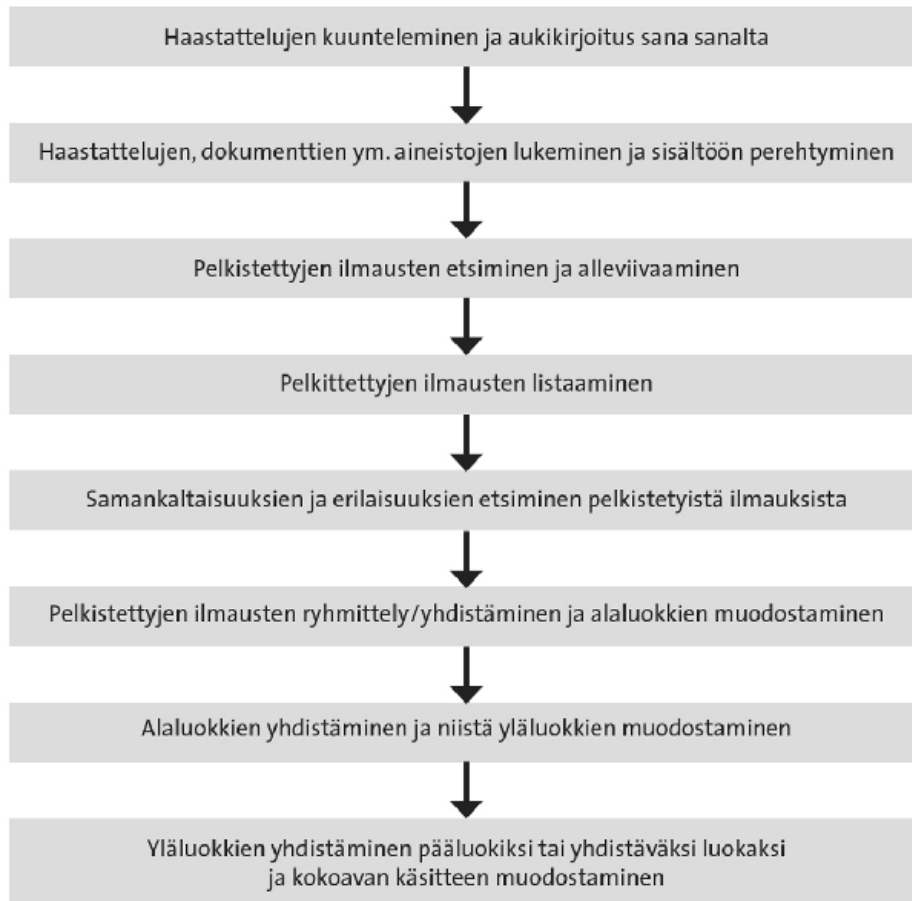 Haastattelujen kuunteleminen ja aukikirjoitus sana sanalta
Haastattelujen, dokumenttien ym. aineistojen lukeminen ja sisältöön perehtyminen
Pelkistettyjen ilmausten etsiminen ja alleviivaaminen
Pelkittettyjen ilmausten listaaminen
Samankaltaisuuksien ja erilaisuuksien etsiminen pelkistetyistä ilmauksista
Pelkistettyjen ilmausten ryhmittely/yhdistäminen ja alaluokkien muodostaminen
Alaluokkien yhdistäminen ja niistä yläluokkien muodostaminen
Yläluokkien yhdistäminen pääluokiksi tai yhdistäväksi luokaksi
ja kokoavan käsitteen muodostaminen